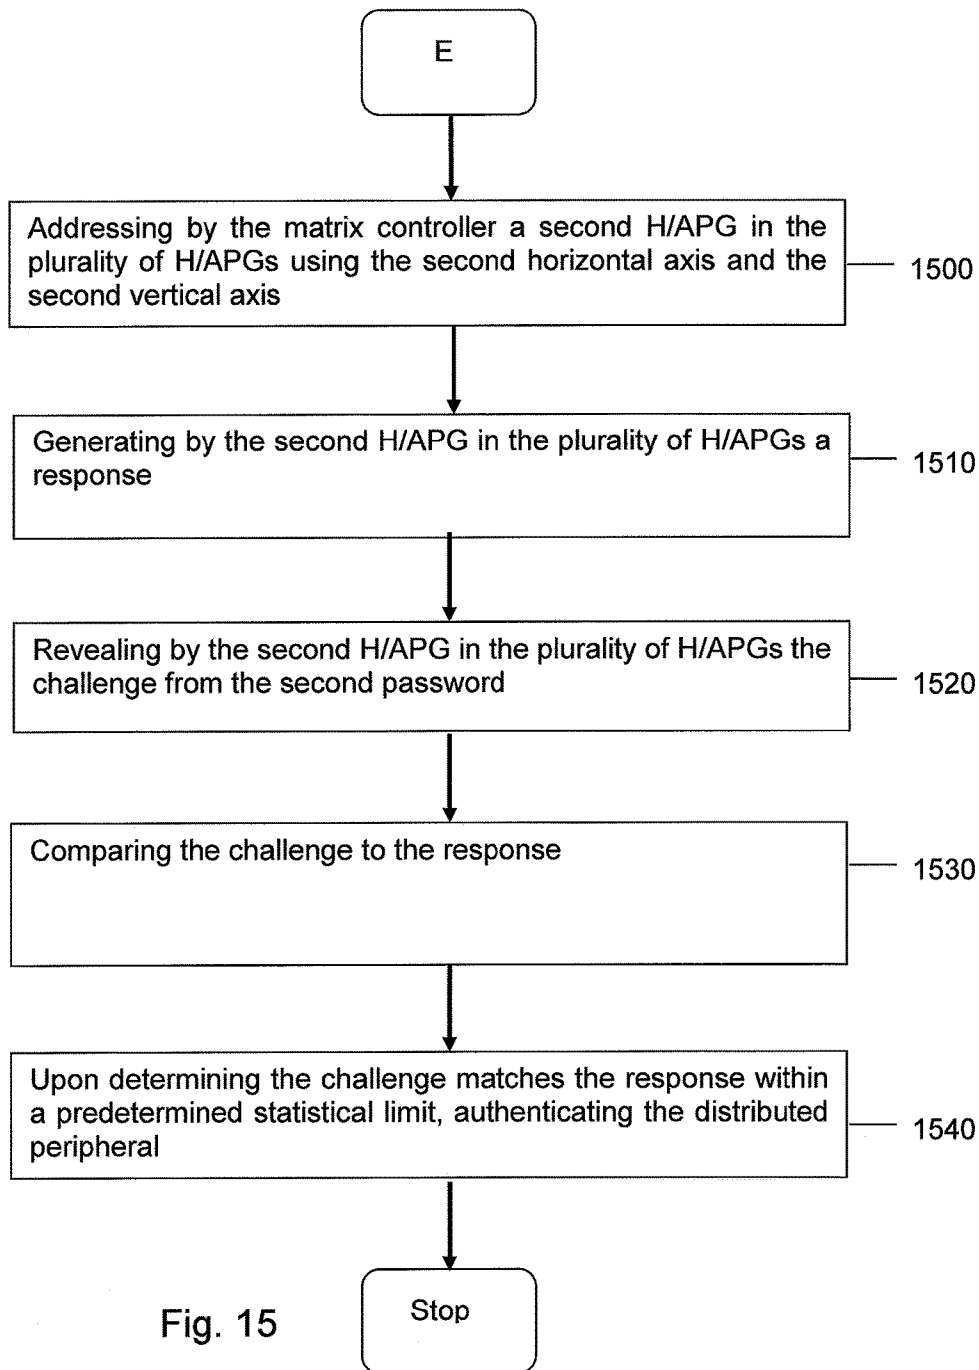 E
Addressing by the matrix controller a second H/APG in the
plurality of H/APGs using the second horizontal axis and the
second vertical axis
1500
Generating by the second H/APG in the plurality of H/APGs a
response
1510
Revealing by the second H/APG in the plurality of H/APGs the
challenge from the second password
1520
Comparing the challenge to the response
1530
Upon determining the challenge matches the response within
a predetermined statistical limit, authenticating the distributed
peripheral
1540
Stop
Fig. 15